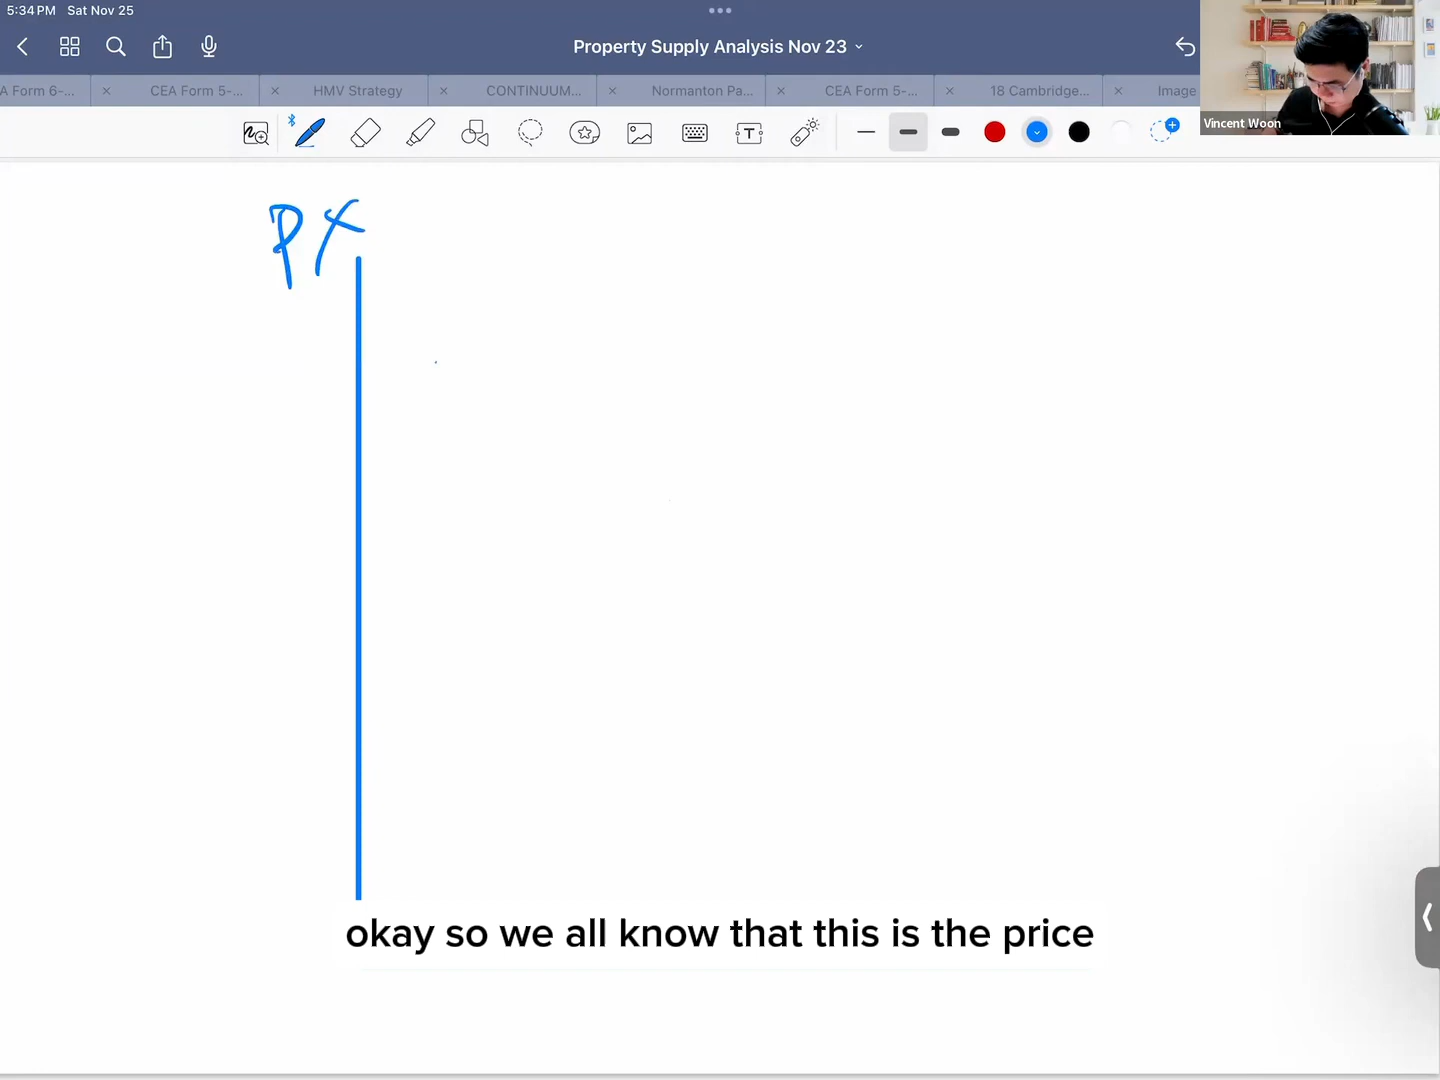 5:34 PM Sat Nov 25
Property Supply Analysis Nov 23
A Form 6-... CEA Form 5-... HMV Strategy CONTINUUM... Normanton Pa... CEA Form 5-... 18 Cambridge... Image
T
Vincent Woon
PX
okay so we all know that this is the price